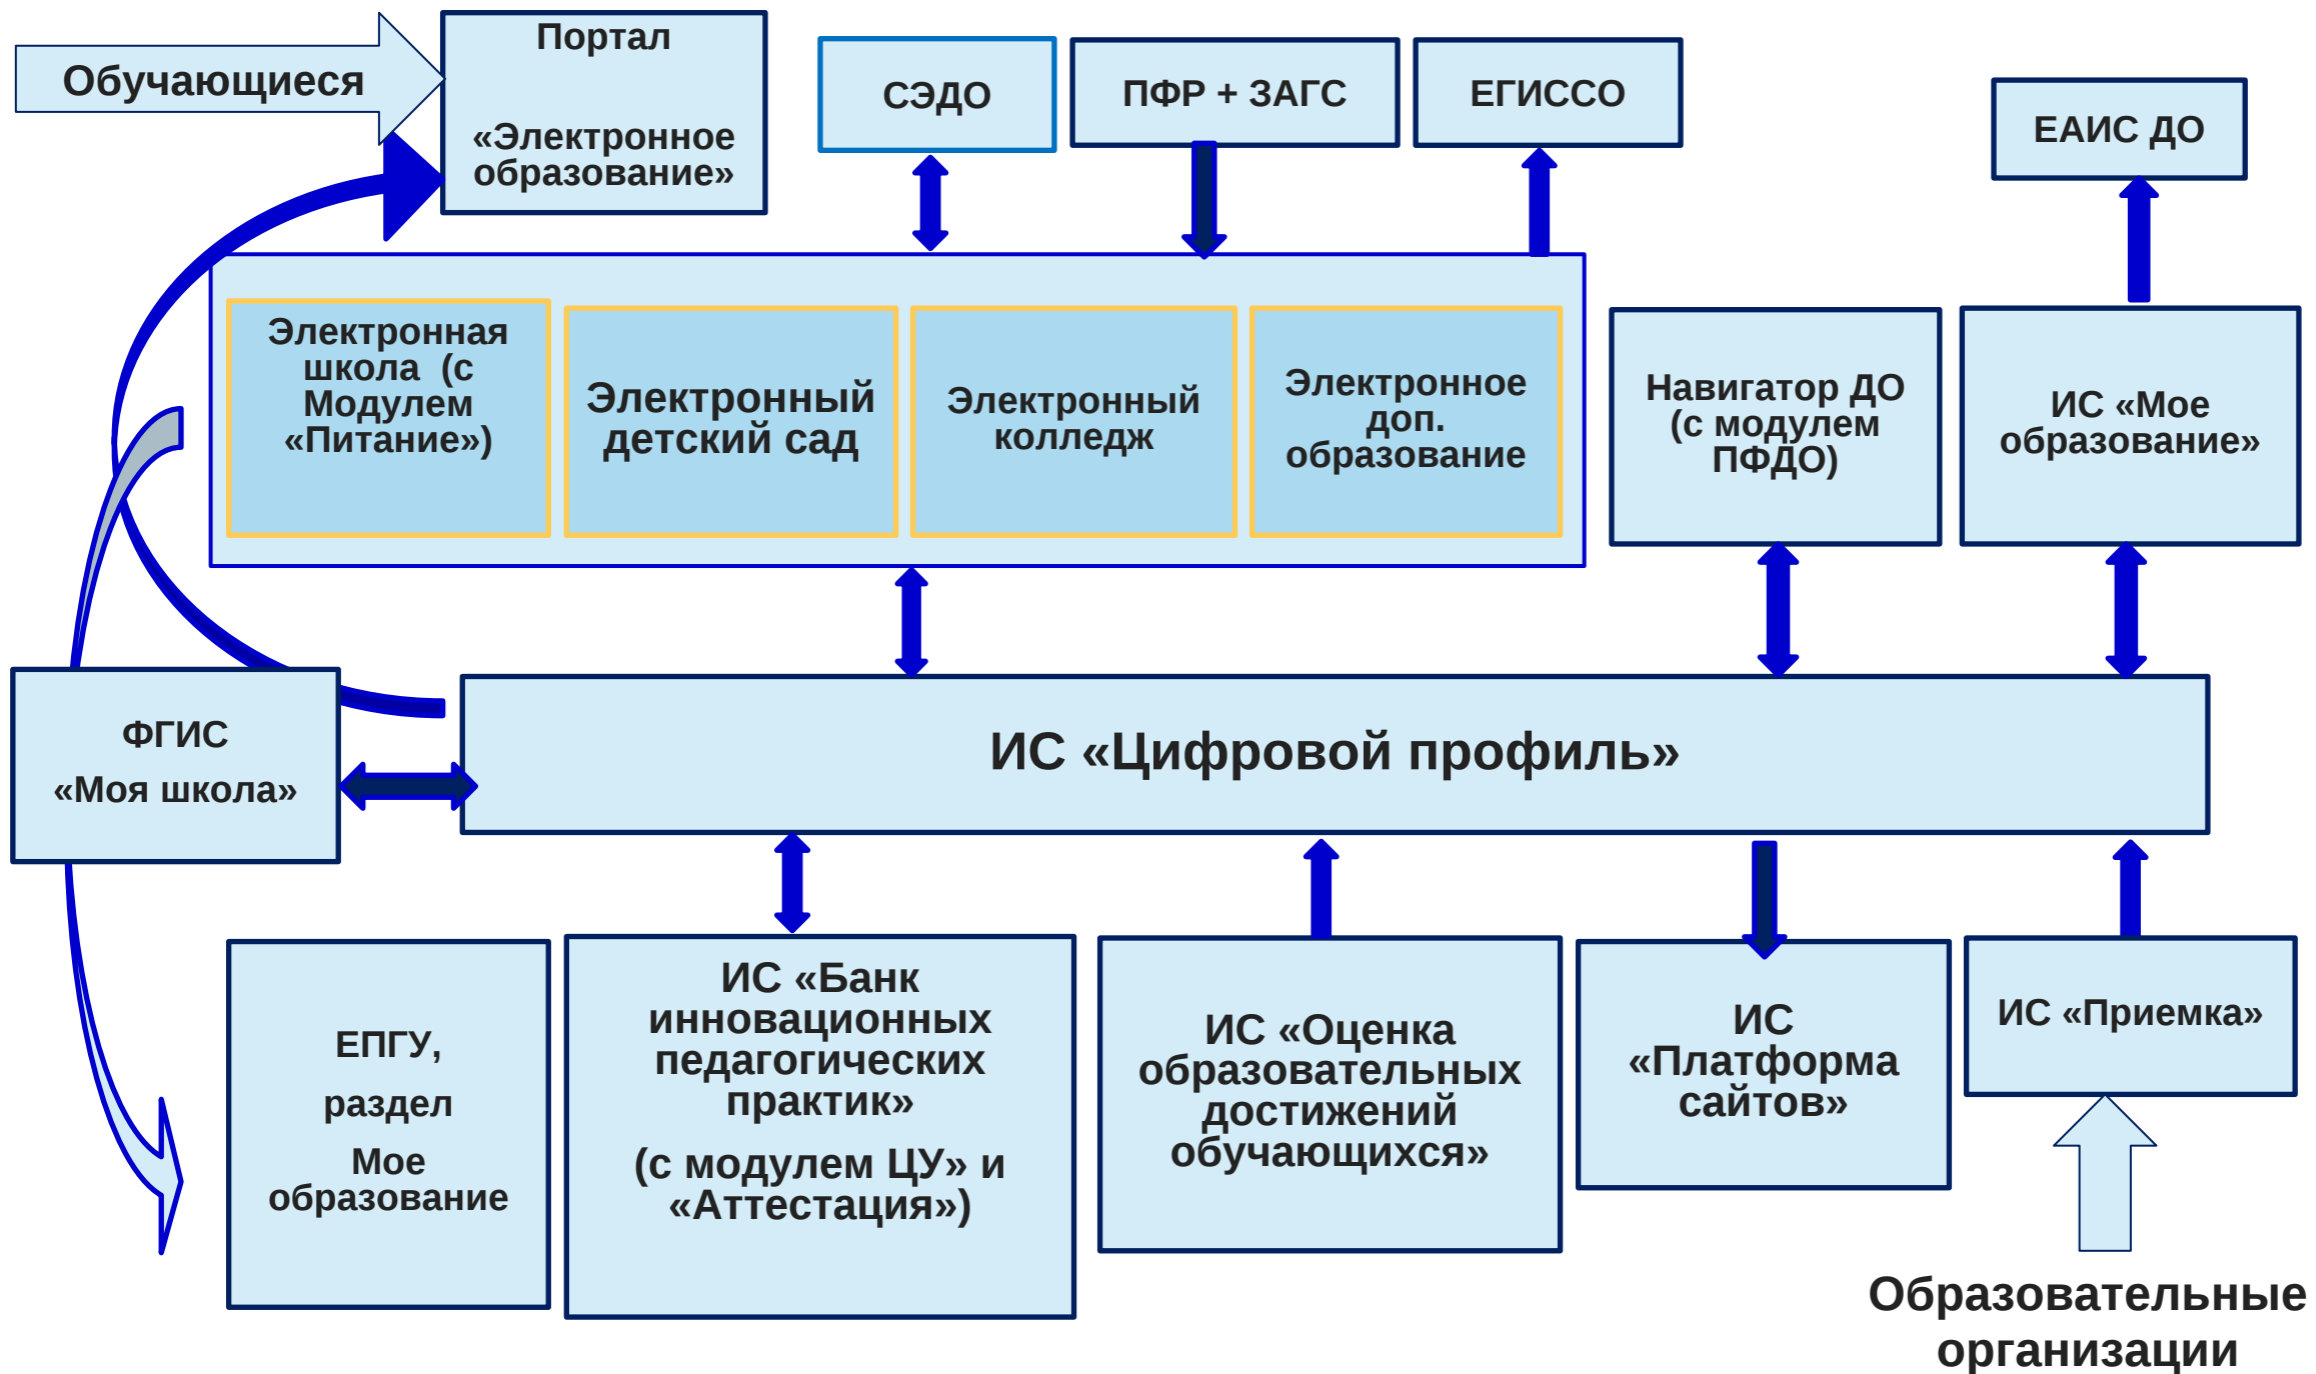 Обучающиеся
Портал
«Электронное
образование»
СЭДО
ПФР + ЗАГС
ЕГИССО
ЕАИС ДО
Электронная
школа (с
Модулем
«Питание»)
Электронный
детский сад
Электронный
колледж
Электронное
доп.
образование
Навигатор ДО
(с модулем
ПФДО)
ИС «Мое
образование»
ФГИС
«Моя школа»
ИС «Цифровой профиль»
ЕПГУ,
раздел
Мое
образование
ИС «Банк
инновационных
педагогических
практик»
(с модулем ЦУ» и
«Аттестация»)
ИС «Оценка
образовательных
достижений
обучающихся»
ИС
«Платформа
сайтов»
ИС «Приемка»
Образовательные
организации